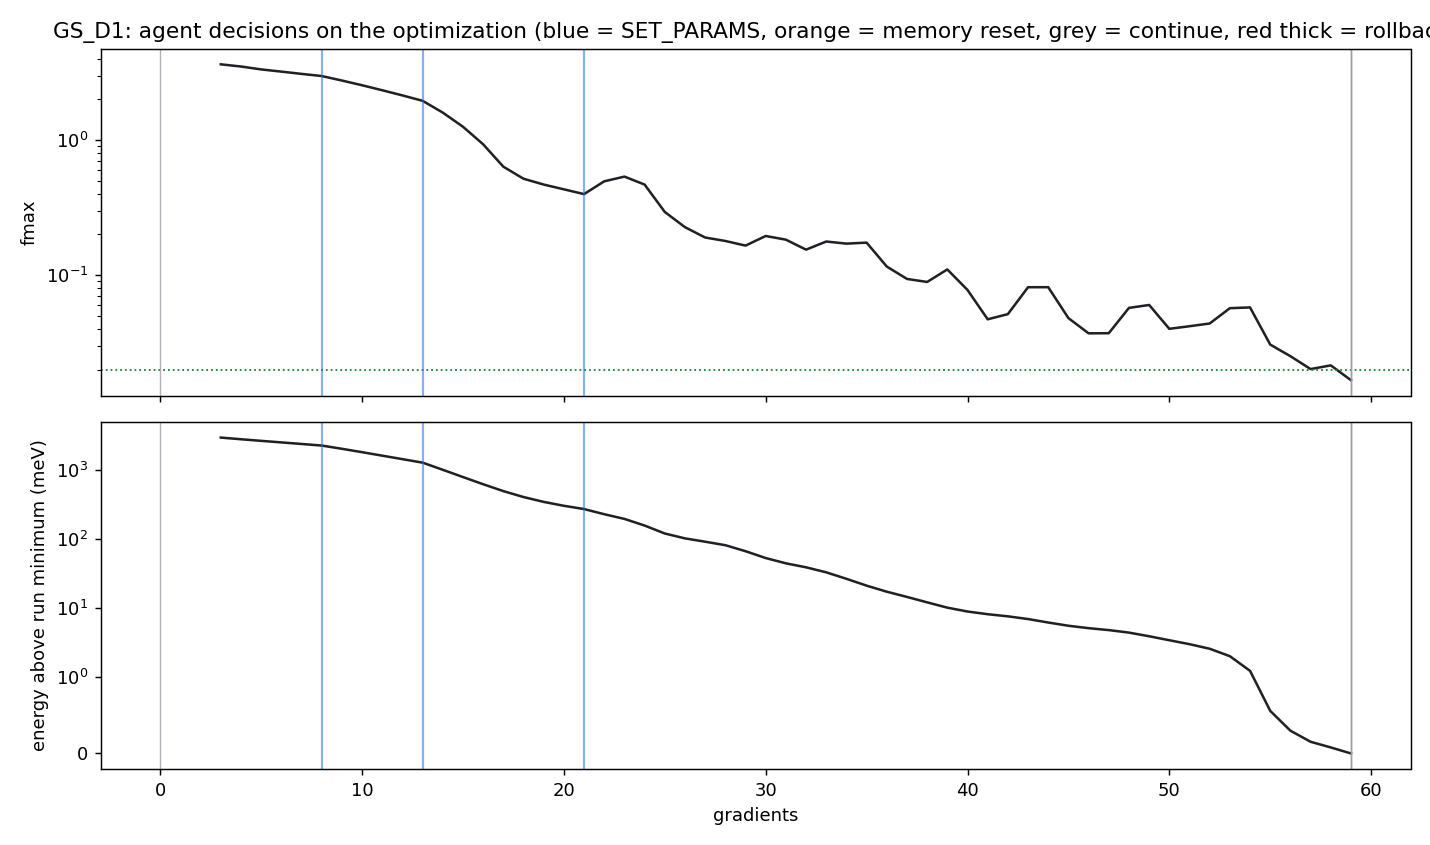 GS_D1: agent decisions on the optimization (blue = SET_PARAMS, orange = memory reset, grey = continue, red thick =
10⁰
10⁻¹
fmax
10³
10²
10¹
10⁰
0
energy above run minimum (meV)
0 10 20 30 40 50 60
gradients